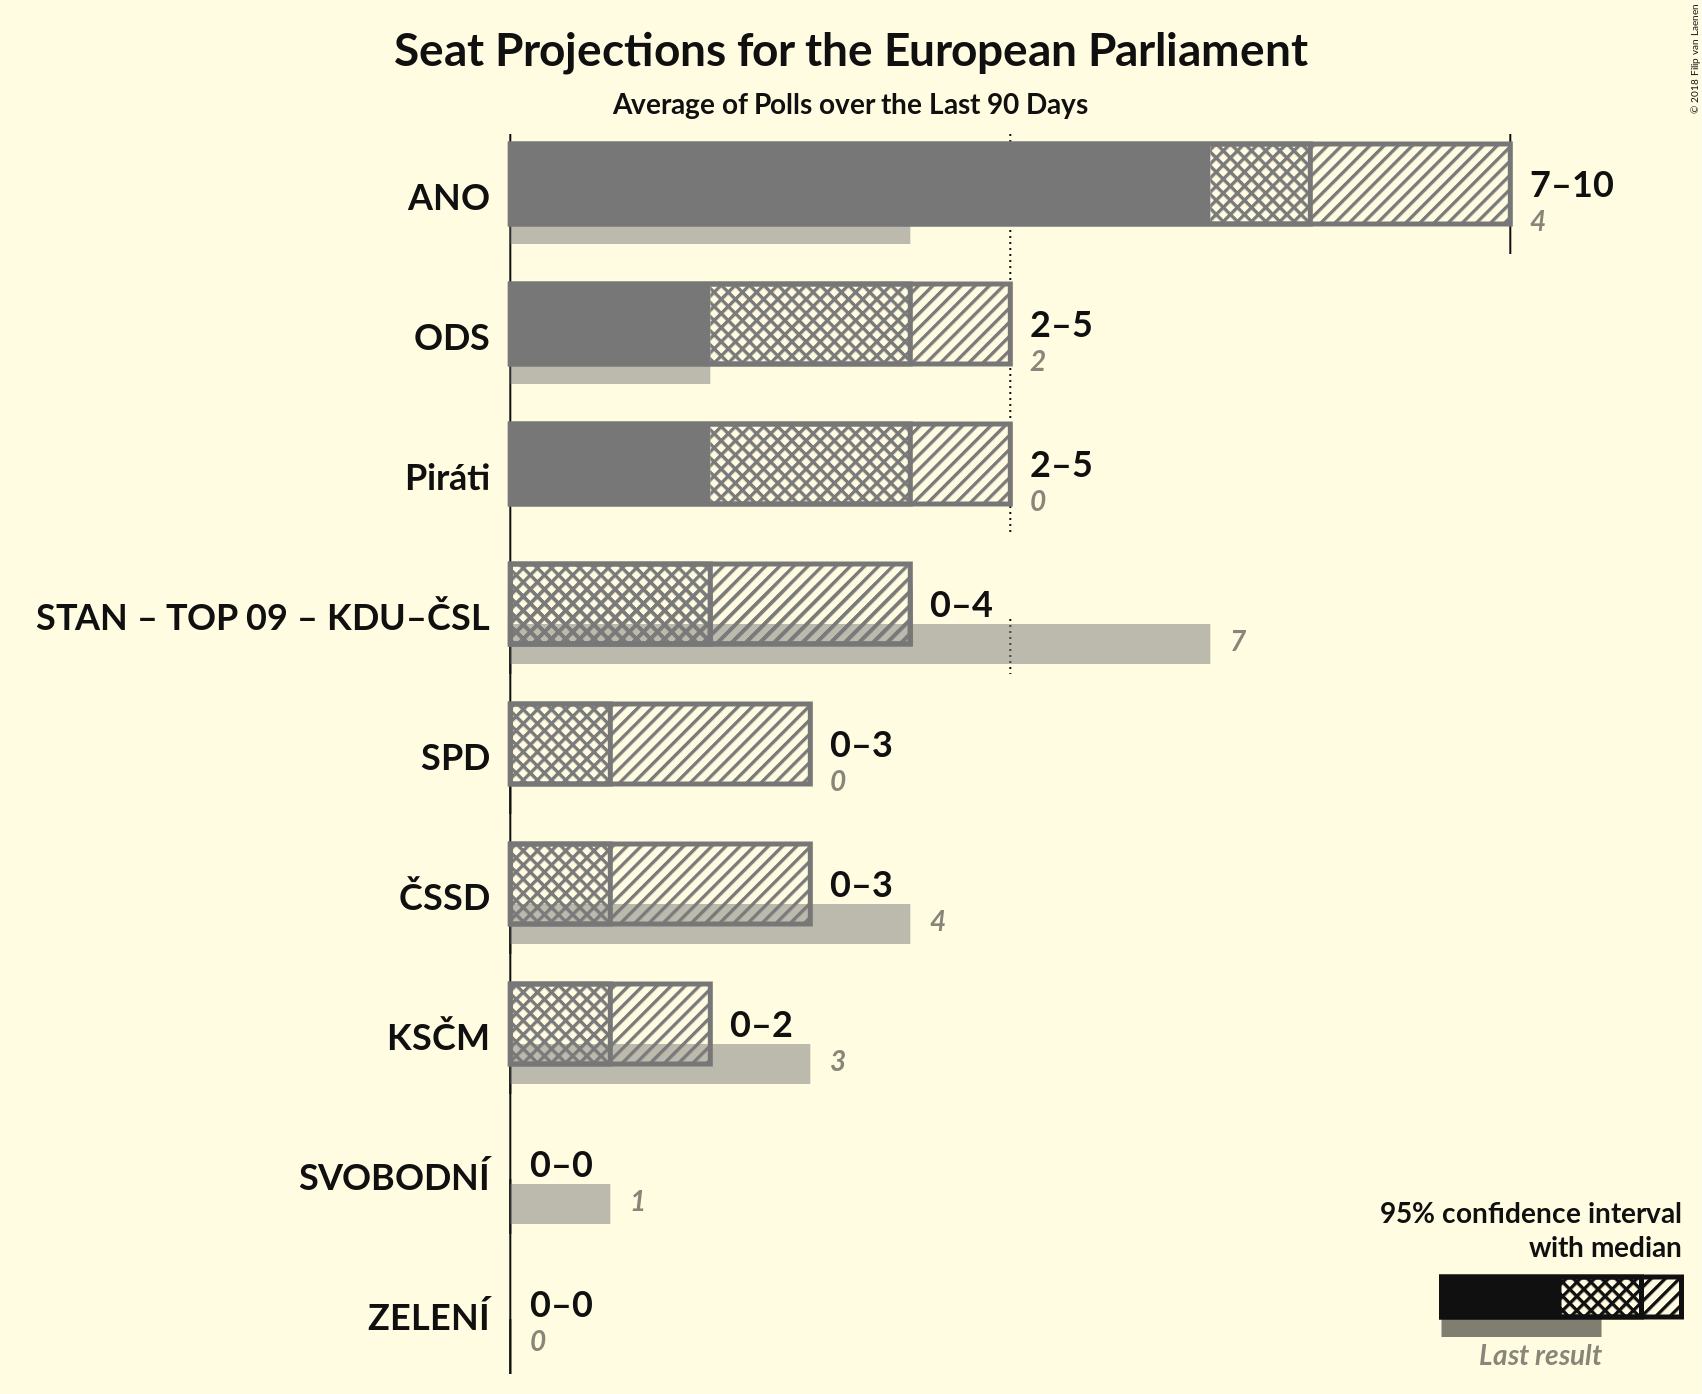 Seat Projections for the European Parliament
Average of Polls over the Last 90 Days
© 2018 Filip van Laenen
ANO
7–10
4
ODS
2–5
2
Piráti
2–5
0
STAN – TOP 09 – KDU–ČSL
0–4
7
SPD
0–3
0
ČSSD
0–3
4
KSČM
0–2
3
SVOBODNÍ
0–0
1
ZELENÍ
0–0
0
95% confidence interval
with median
Last result